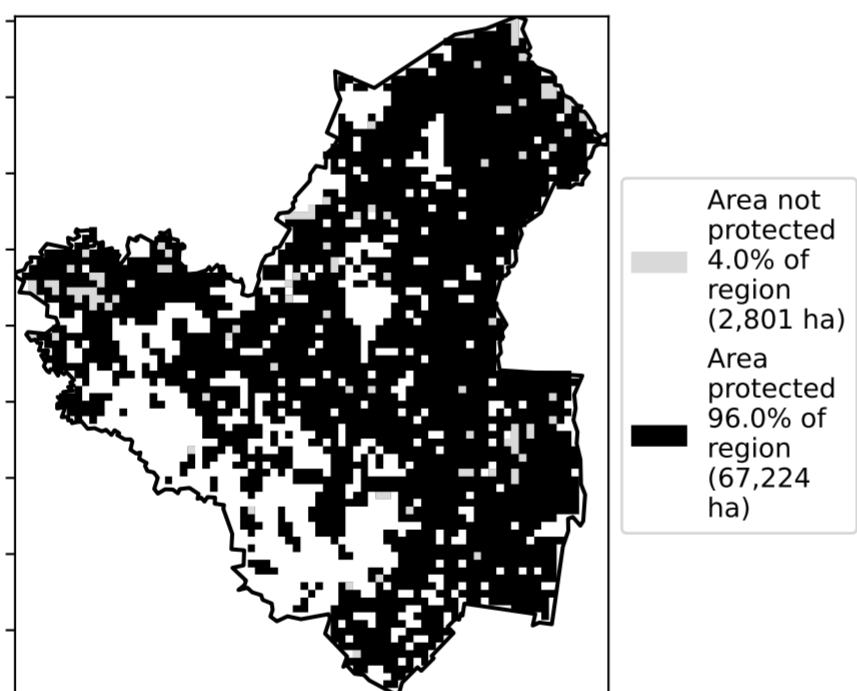 Area not
protected
4.0% of
region
(2,801 ha)
Area
protected
96.0% of
region
(67,224
ha)